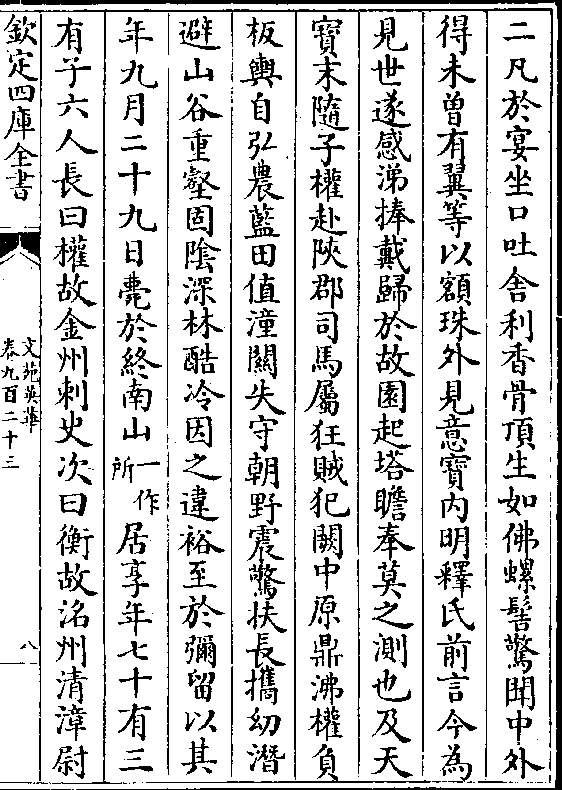 二凡於宴坐口吐舍利香骨頂生如佛螺髻驚聞中外
得未曾有翼等以額珠外見意寳内明釋氏前言今為
見世遂感涕捧戴歸於故園起塔瞻奉莫之測也及天
寳末隨子權赴陜郡司馬屬狂賊犯闕中原鼎沸權負
板輿自弘農藍田值潼關失守朝野震驚扶長攜幼潛
避山谷重壑固隂深林酷冷因之違裕至於彌留以其
年九月二十九日薨於終南山一作所居享年七十有三
有子六人長曰權故金州刺史次曰衡故洺州清漳尉
欽定四庫全書
文苑英華
卷九百二十三
八